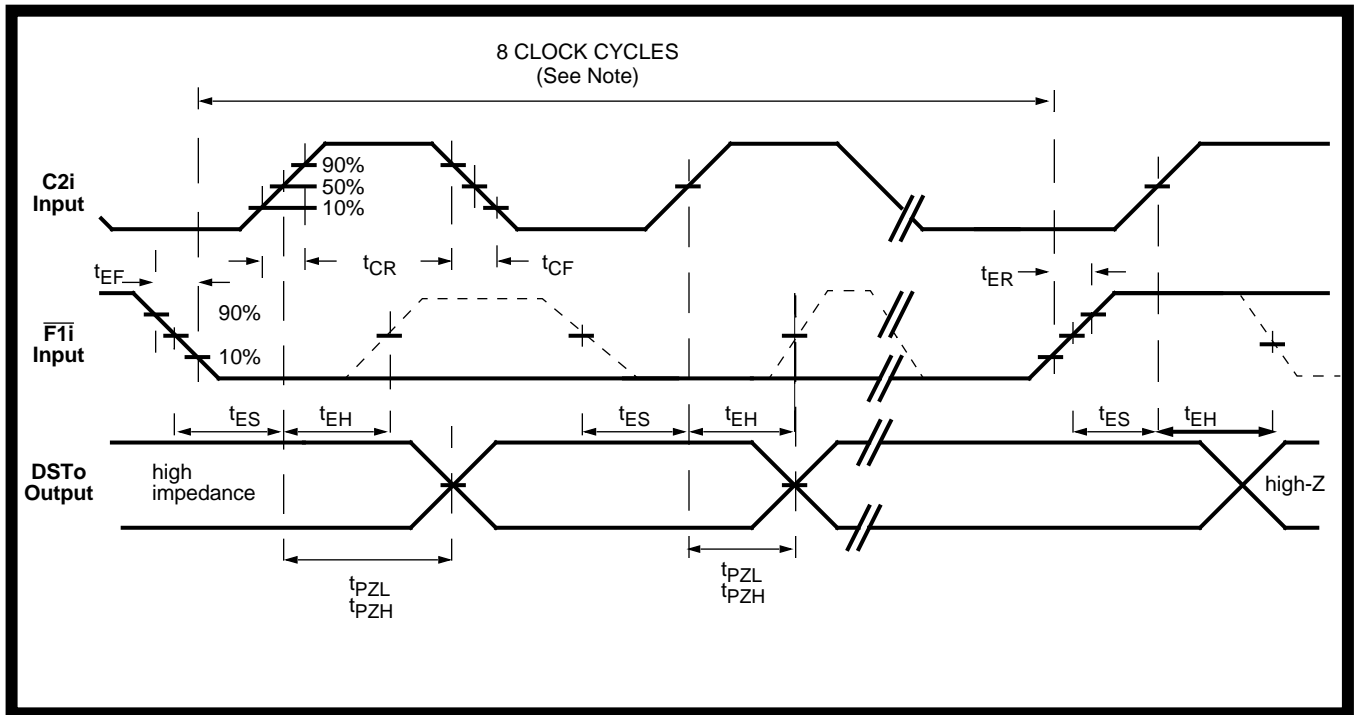 8 CLOCK CYCLES
(See Note)
C2i
Input
90%
50%
10%
tEF
tCR
tCF
tER
F1i
Input
90%
10%
tES
tEH
tES
tEH
tES
tEH
DSTo
Output
high
impedance
high-Z
tPZL
tPZH
tPZL
tPZH